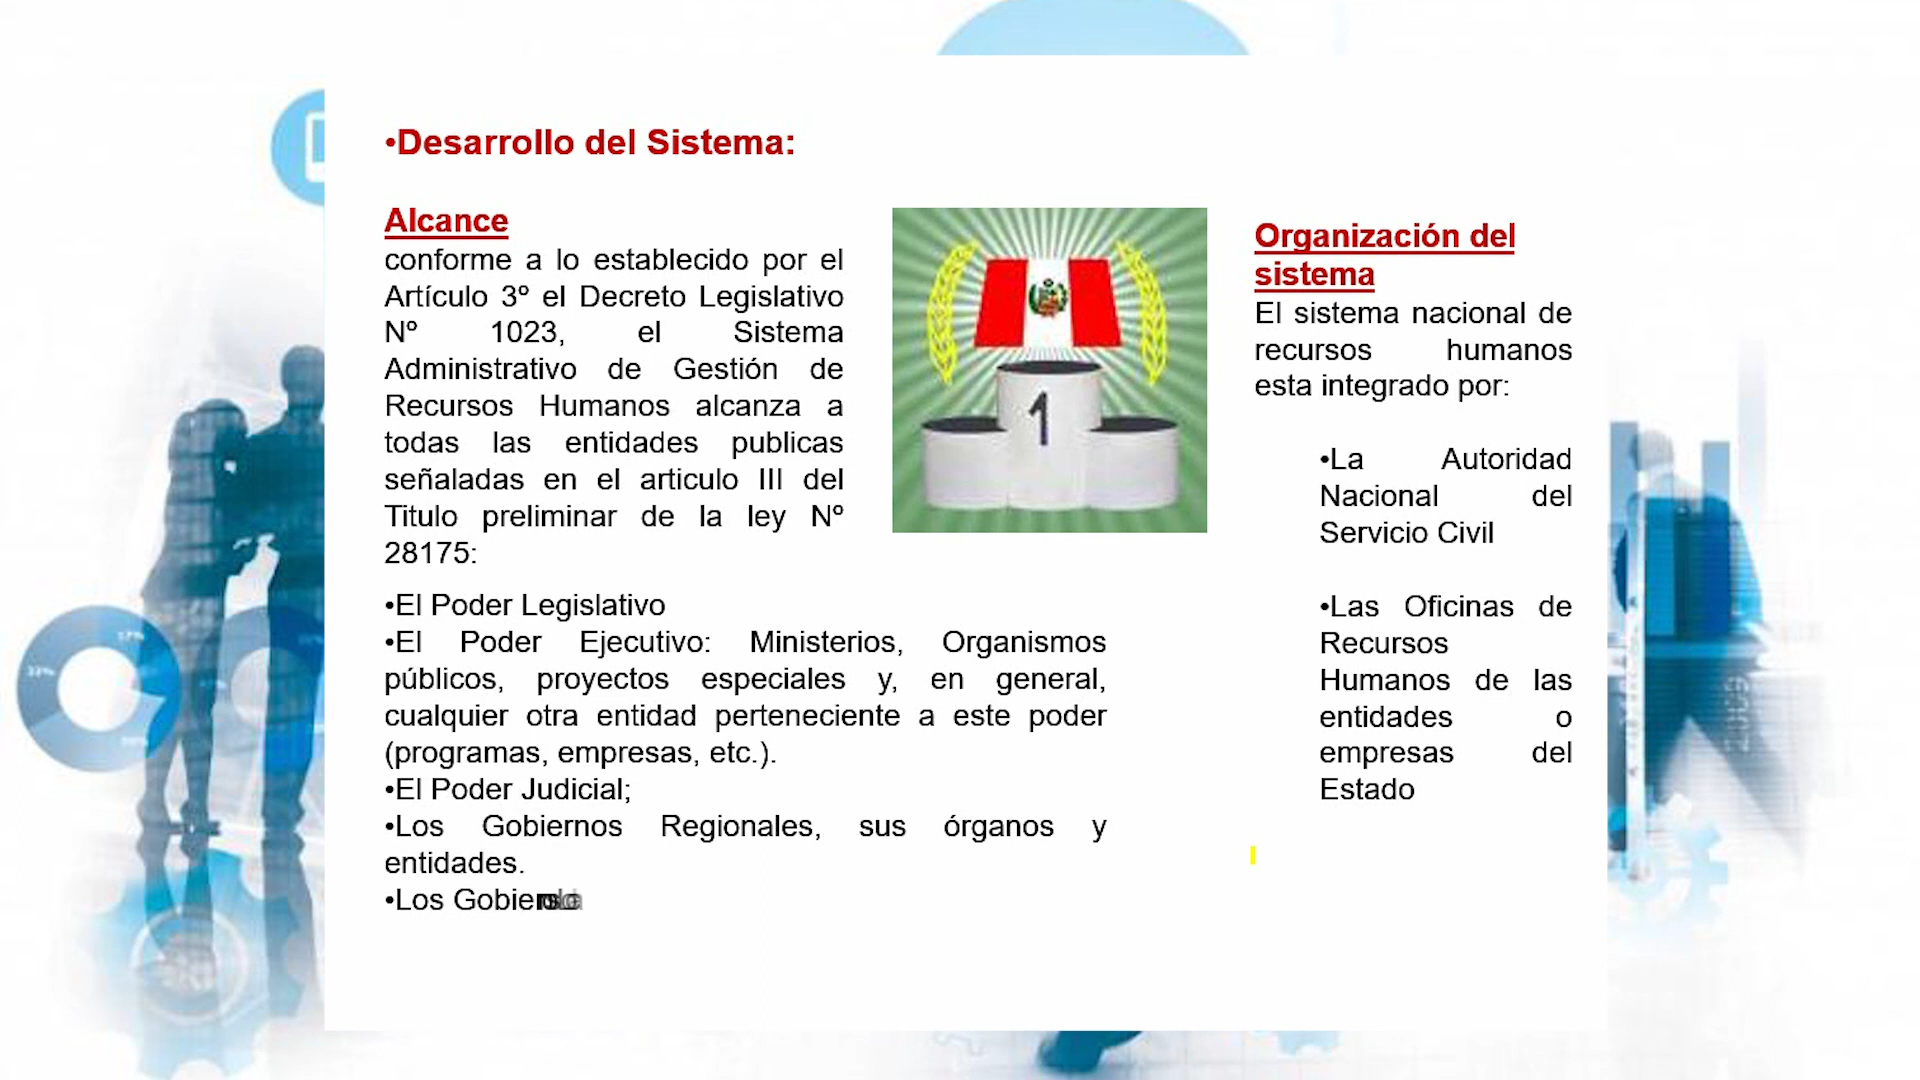 •Desarrollo del Sistema:
Alcance
conforme a lo establecido por el
Artículo 3º el Decreto Legislativo
Nº 1023, el Sistema
Administrativo de Gestión de
Recursos Humanos alcanza a
todas las entidades publicas
señaladas en el articulo III del
Titulo preliminar de la ley Nº
28175:
•El Poder Legislativo
•El Poder Ejecutivo: Ministerios, Organismos
públicos, proyectos especiales y, en general,
cualquier otra entidad perteneciente a este poder
(programas, empresas, etc.).
•El Poder Judicial;
•Los Gobiernos Regionales, sus órganos y
entidades.
•Los
1
Organización del
sistema
El sistema nacional de
recursos humanos
esta integrado por:
•La Autoridad
Nacional del
Servicio Civil
•Las Oficinas de
Recursos
Humanos de las
entidades o
empresas del
Estado